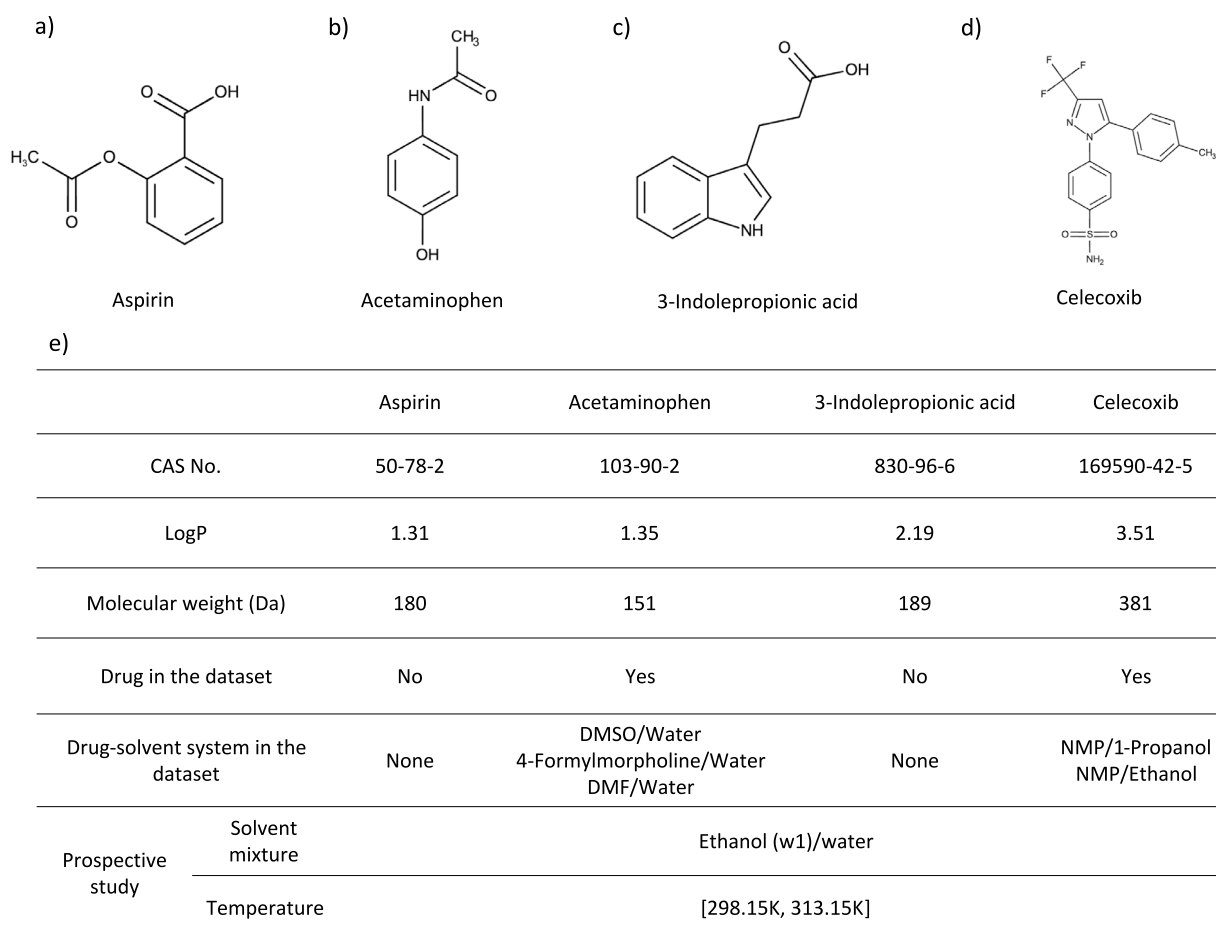 a)
b)
c)
d)
O
OH
H₃C
O
O
CH₃
HN
O
OH
O
OH
NH
F
F
F
N
N
CH₃
O
S
O
NH₂
Aspirin
Acetaminophen
3-Indolepropionic acid
Celecoxib
e)
Aspirin Acetaminophen 3-Indolepropionic acid Celecoxib
CAS No. 50-78-2 103-90-2 830-96-6 169590-42-5
LogP 1.31 1.35 2.19 3.51
Molecular weight (Da) 180 151 189 381
Drug in the dataset No Yes No Yes
Drug-solvent system in the
dataset
None
DMSO/Water
4-Formylmorpholine/Water
DMF/Water
None
NMP/1-Propanol
NMP/Ethanol
Prospective
study
Solvent
mixture
Ethanol (w1)/water
Temperature
[298.15K, 313.15K]